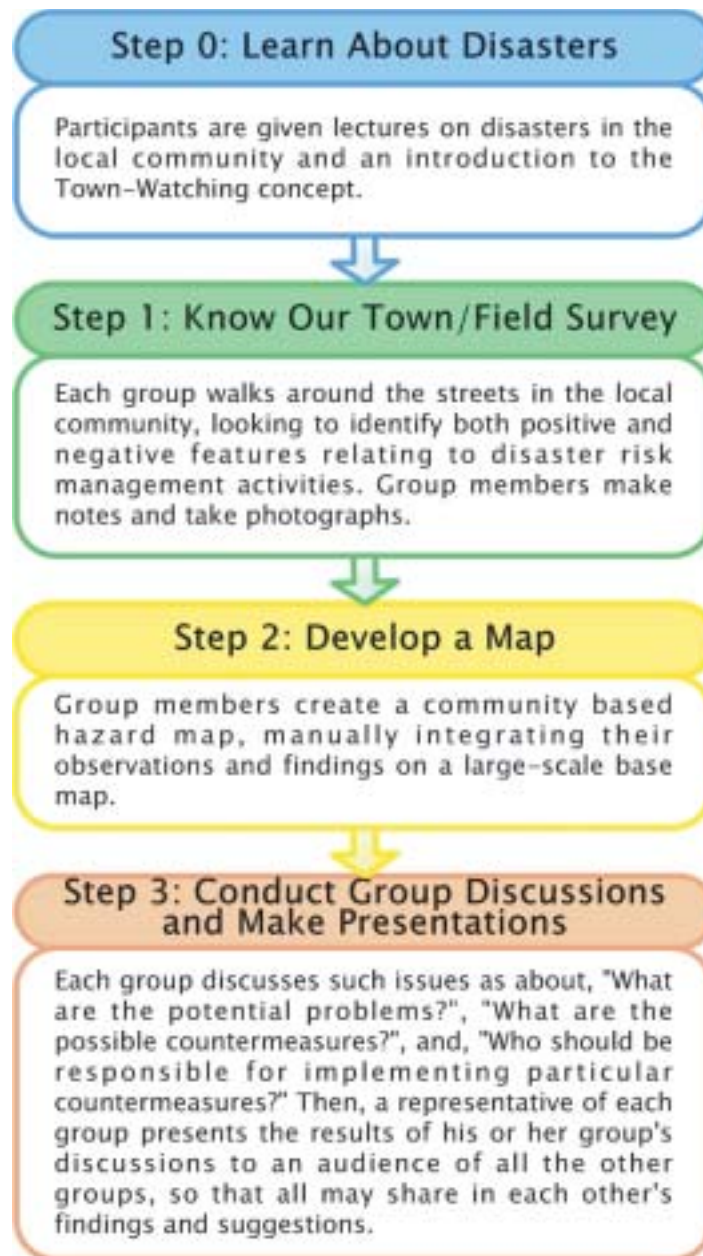 Step 0: Learn About Disasters
Participants are given lectures on disasters in the
local community and an introduction to the
Town-Watching concept.
Step 1: Know Our Town/Field Survey
Each group walks around the streets in the local
community, looking to identify both positive and
negative features relating to disaster risk
management activities. Group members make
notes and take photographs.
Step 2: Develop a Map
Group members create a community based
hazard map, manually integrating their
observations and findings on a large-scale base
map.
Step 3: Conduct Group Discussions
and Make Presentations
Each group discusses such issues as about, "What
are the potential problems?", "What are the
possible countermeasures?", and, "Who should be
responsible for implementing particular
countermeasures?" Then, a representative of each
group presents the results of his or her group's
discussions to an audience of all the other
groups, so that all may share in each other's
findings and suggestions.